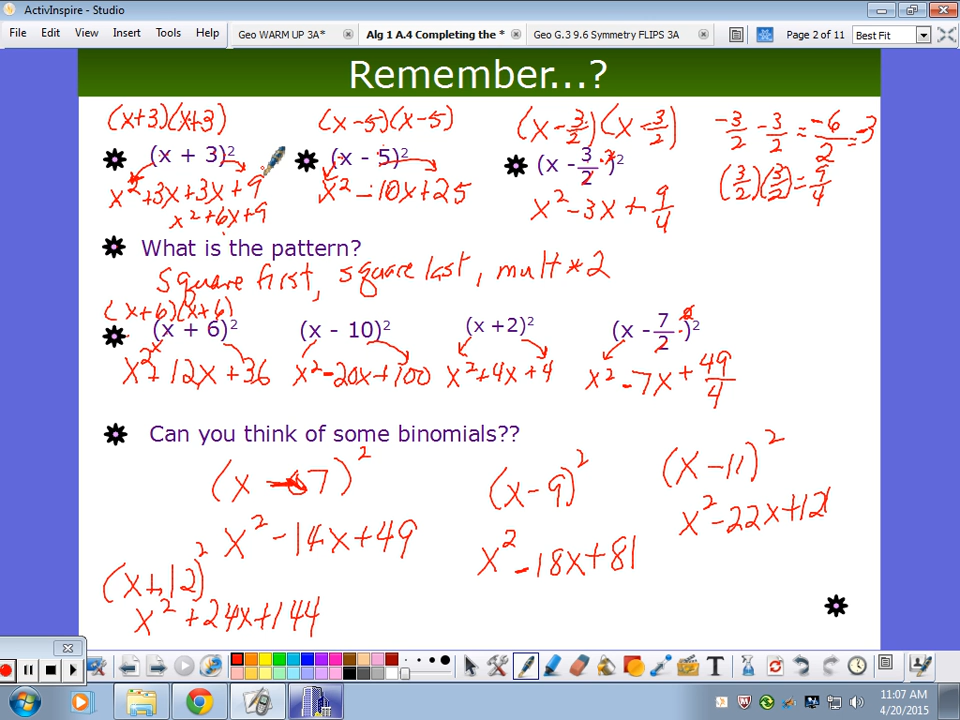 ActivInspire - Studio
File Edit View Insert Tools Help
Geo WARM UP 3A* Alg 1 A.4 Completing the * Geo G.3 9.6 Symmetry FLIPS 3A
Page 2 of 11 Best Fit
Remember...?
(x+3)(x+3) (x-5)(x-5) (x - 3/2)(x - 3/2) -3/2 - 3/2 = -6/2 = -3
(x + 3)² (x - 5)² (x - 3/2 ·2)² (3/2)(3/2) = 9/4
x² + 3x + 3x + 9 x² - 10x + 25 x² - 3x + 9/4
x² + 6x + 9
What is the pattern?
Square first, square last, mult * 2
(x+6)(x+6)
(x + 6)² (x - 10)² (x +2)² (x - 7/2 ·2)²
x² + 12x + 36 x² - 20x + 100 x² + 4x + 4 x² - 7x + 49/4
Can you think of some binomials??
(x - 7)² (x - 9)² (x - 11)²
x² - 14x + 49 x² - 18x + 81 x² - 22x + 121
(x + 12)²
x² + 24x + 144
11:07 AM
4/20/2015